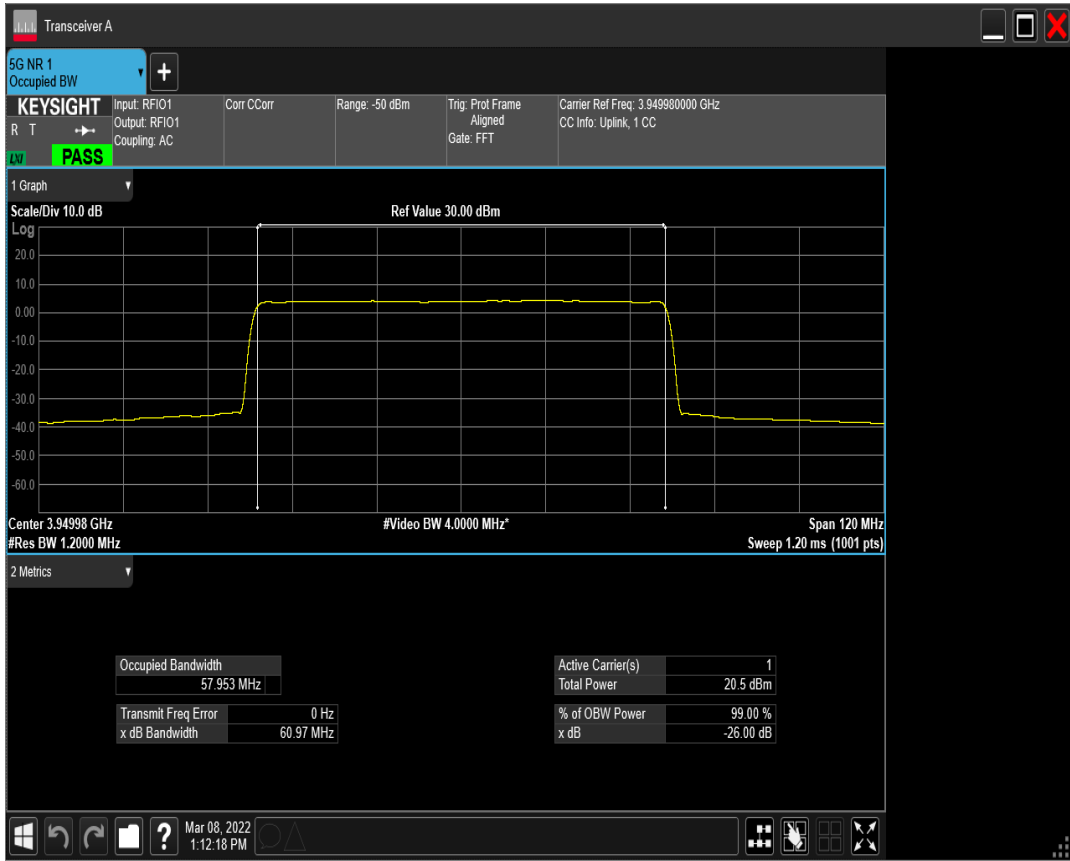 Transceiver A
5G NR 1
Occupied BW
KEYSIGHT
R T
LXI
PASS
Input: RFIO1
Output: RFIO1
Coupling: AC
Corr CCorr
Range: -50 dBm
Trig: Prot Frame
Aligned
Gate: FFT
Carrier Ref Freq: 3.949980000 GHz
CC Info: Uplink, 1 CC
1 Graph
Scale/Div 10.0 dB
Ref Value 30.00 dBm
Log
20.0
10.0
0.00
-10.0
-20.0
-30.0
-40.0
-50.0
-60.0
Center 3.94998 GHz
#Video BW 4.0000 MHz*
Span 120 MHz
#Res BW 1.2000 MHz
Sweep 1.20 ms (1001 pts)
2 Metrics
Occupied Bandwidth
57.953 MHz
Transmit Freq Error 0 Hz
x dB Bandwidth 60.97 MHz
Active Carrier(s) 1
Total Power 20.5 dBm
% of OBW Power 99.00 %
x dB -26.00 dB
?
Mar 08, 2022
1:12:18 PM